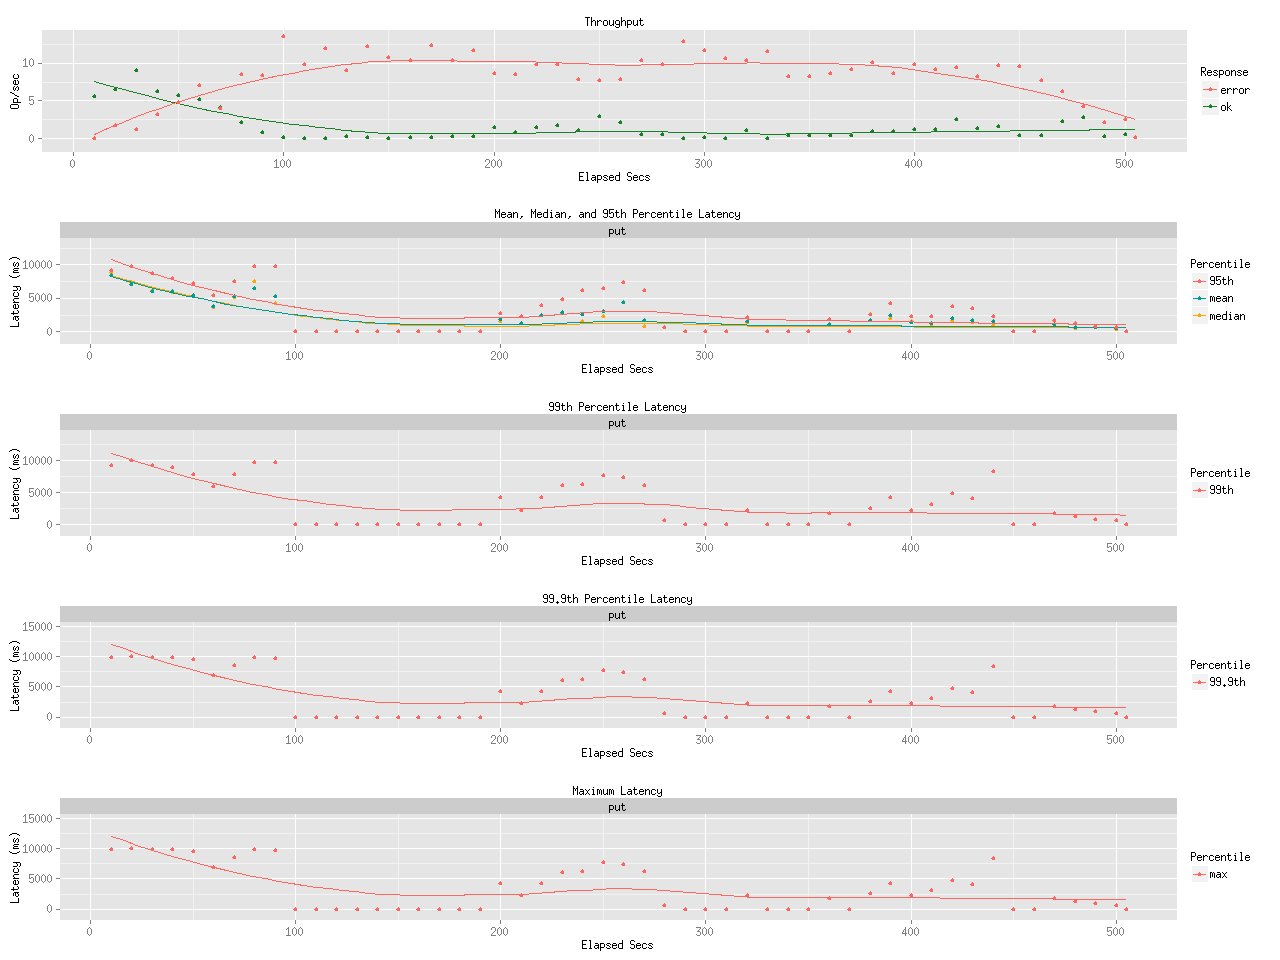 Throughput
10
5
0
Op/sec
0 100 200 300 400 500
Elapsed Secs
Response
error
ok
Mean, Median, and 95th Percentile Latency
put
10000
5000
0
Latency (ms)
0 100 200 300 400 500
Elapsed Secs
Percentile
95th
mean
median
99th Percentile Latency
put
10000
5000
0
Latency (ms)
0 100 200 300 400 500
Elapsed Secs
Percentile
99th
99.9th Percentile Latency
put
15000
10000
5000
0
Latency (ms)
0 100 200 300 400 500
Elapsed Secs
Percentile
99.9th
Maximum Latency
put
15000
10000
5000
0
Latency (ms)
0 100 200 300 400 500
Elapsed Secs
Percentile
max